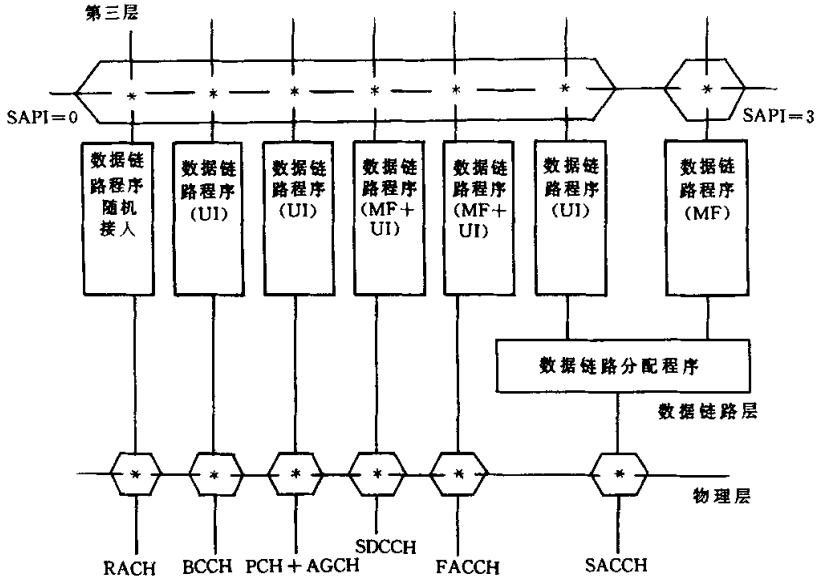 第三层
* * * * * * *
SAPI=0
SAPI=3
数据链
路程序
随机
接入
数据链
路程序
(UI)
数据链
路程序
(UI)
数据链
路程序
(MF+
UI)
数据链
路程序
(MF+
UI)
数据链
路程序
(UI)
数据链
路程序
(MF)
数据链路分配程序
数据链路层
* * * * * *
物理层
RACH
BCCH
PCH+AGCH
SDCCH
FACCH
SACCH